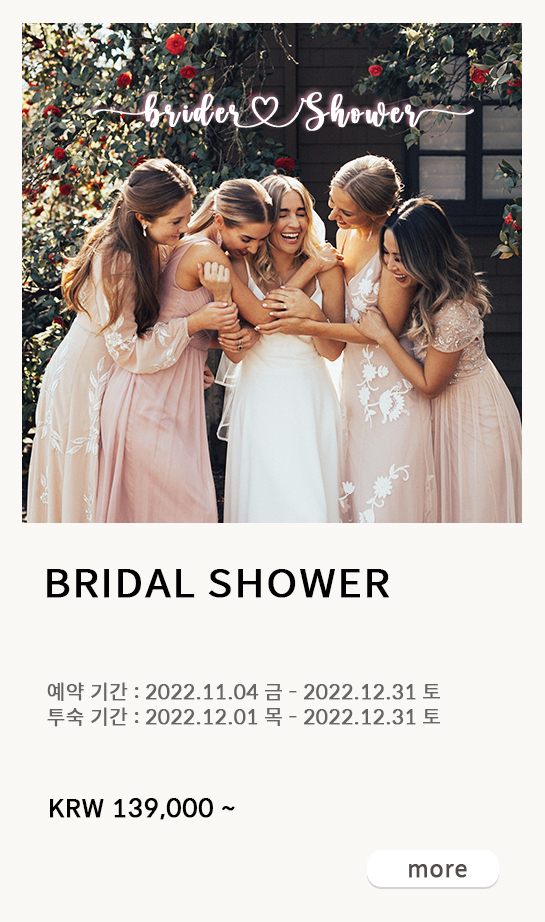 brider Shower
BRIDAL SHOWER
예약 기간 : 2022.11.04 금 - 2022.12.31 토
투숙 기간 : 2022.12.01 목 - 2022.12.31 토
KRW 139,000 ~
more